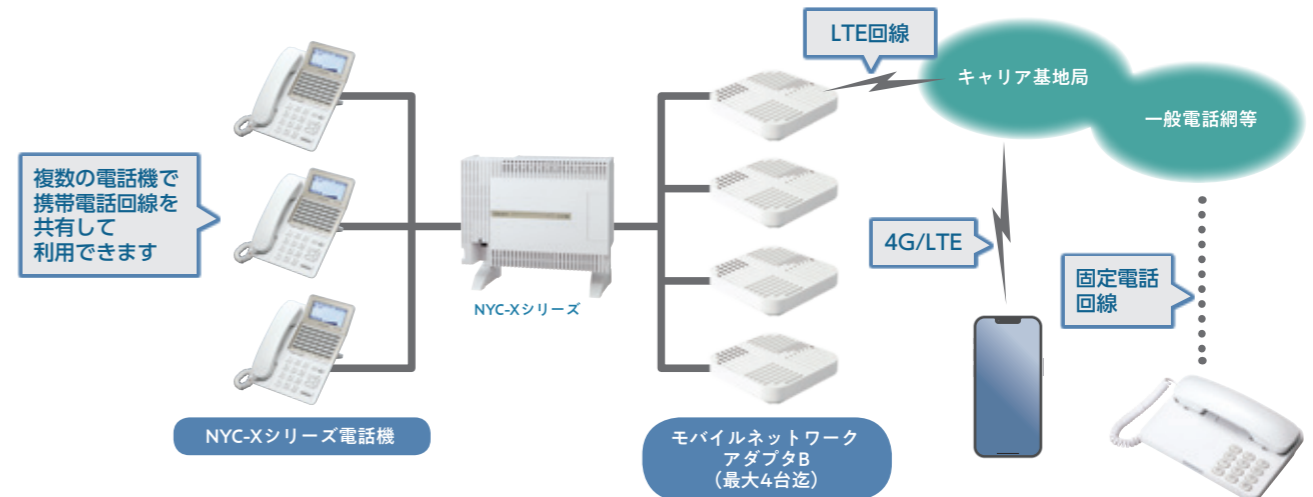 LTE回線
キャリア基地局
一般電話網等
複数の電話機で
携帯電話回線を
共有して
利用できます
4G/LTE
固定電話
回線
NYC-Xシリーズ
NYC-Xシリーズ電話機
モバイルネットワーク
アダプタB
（最大4台迄）